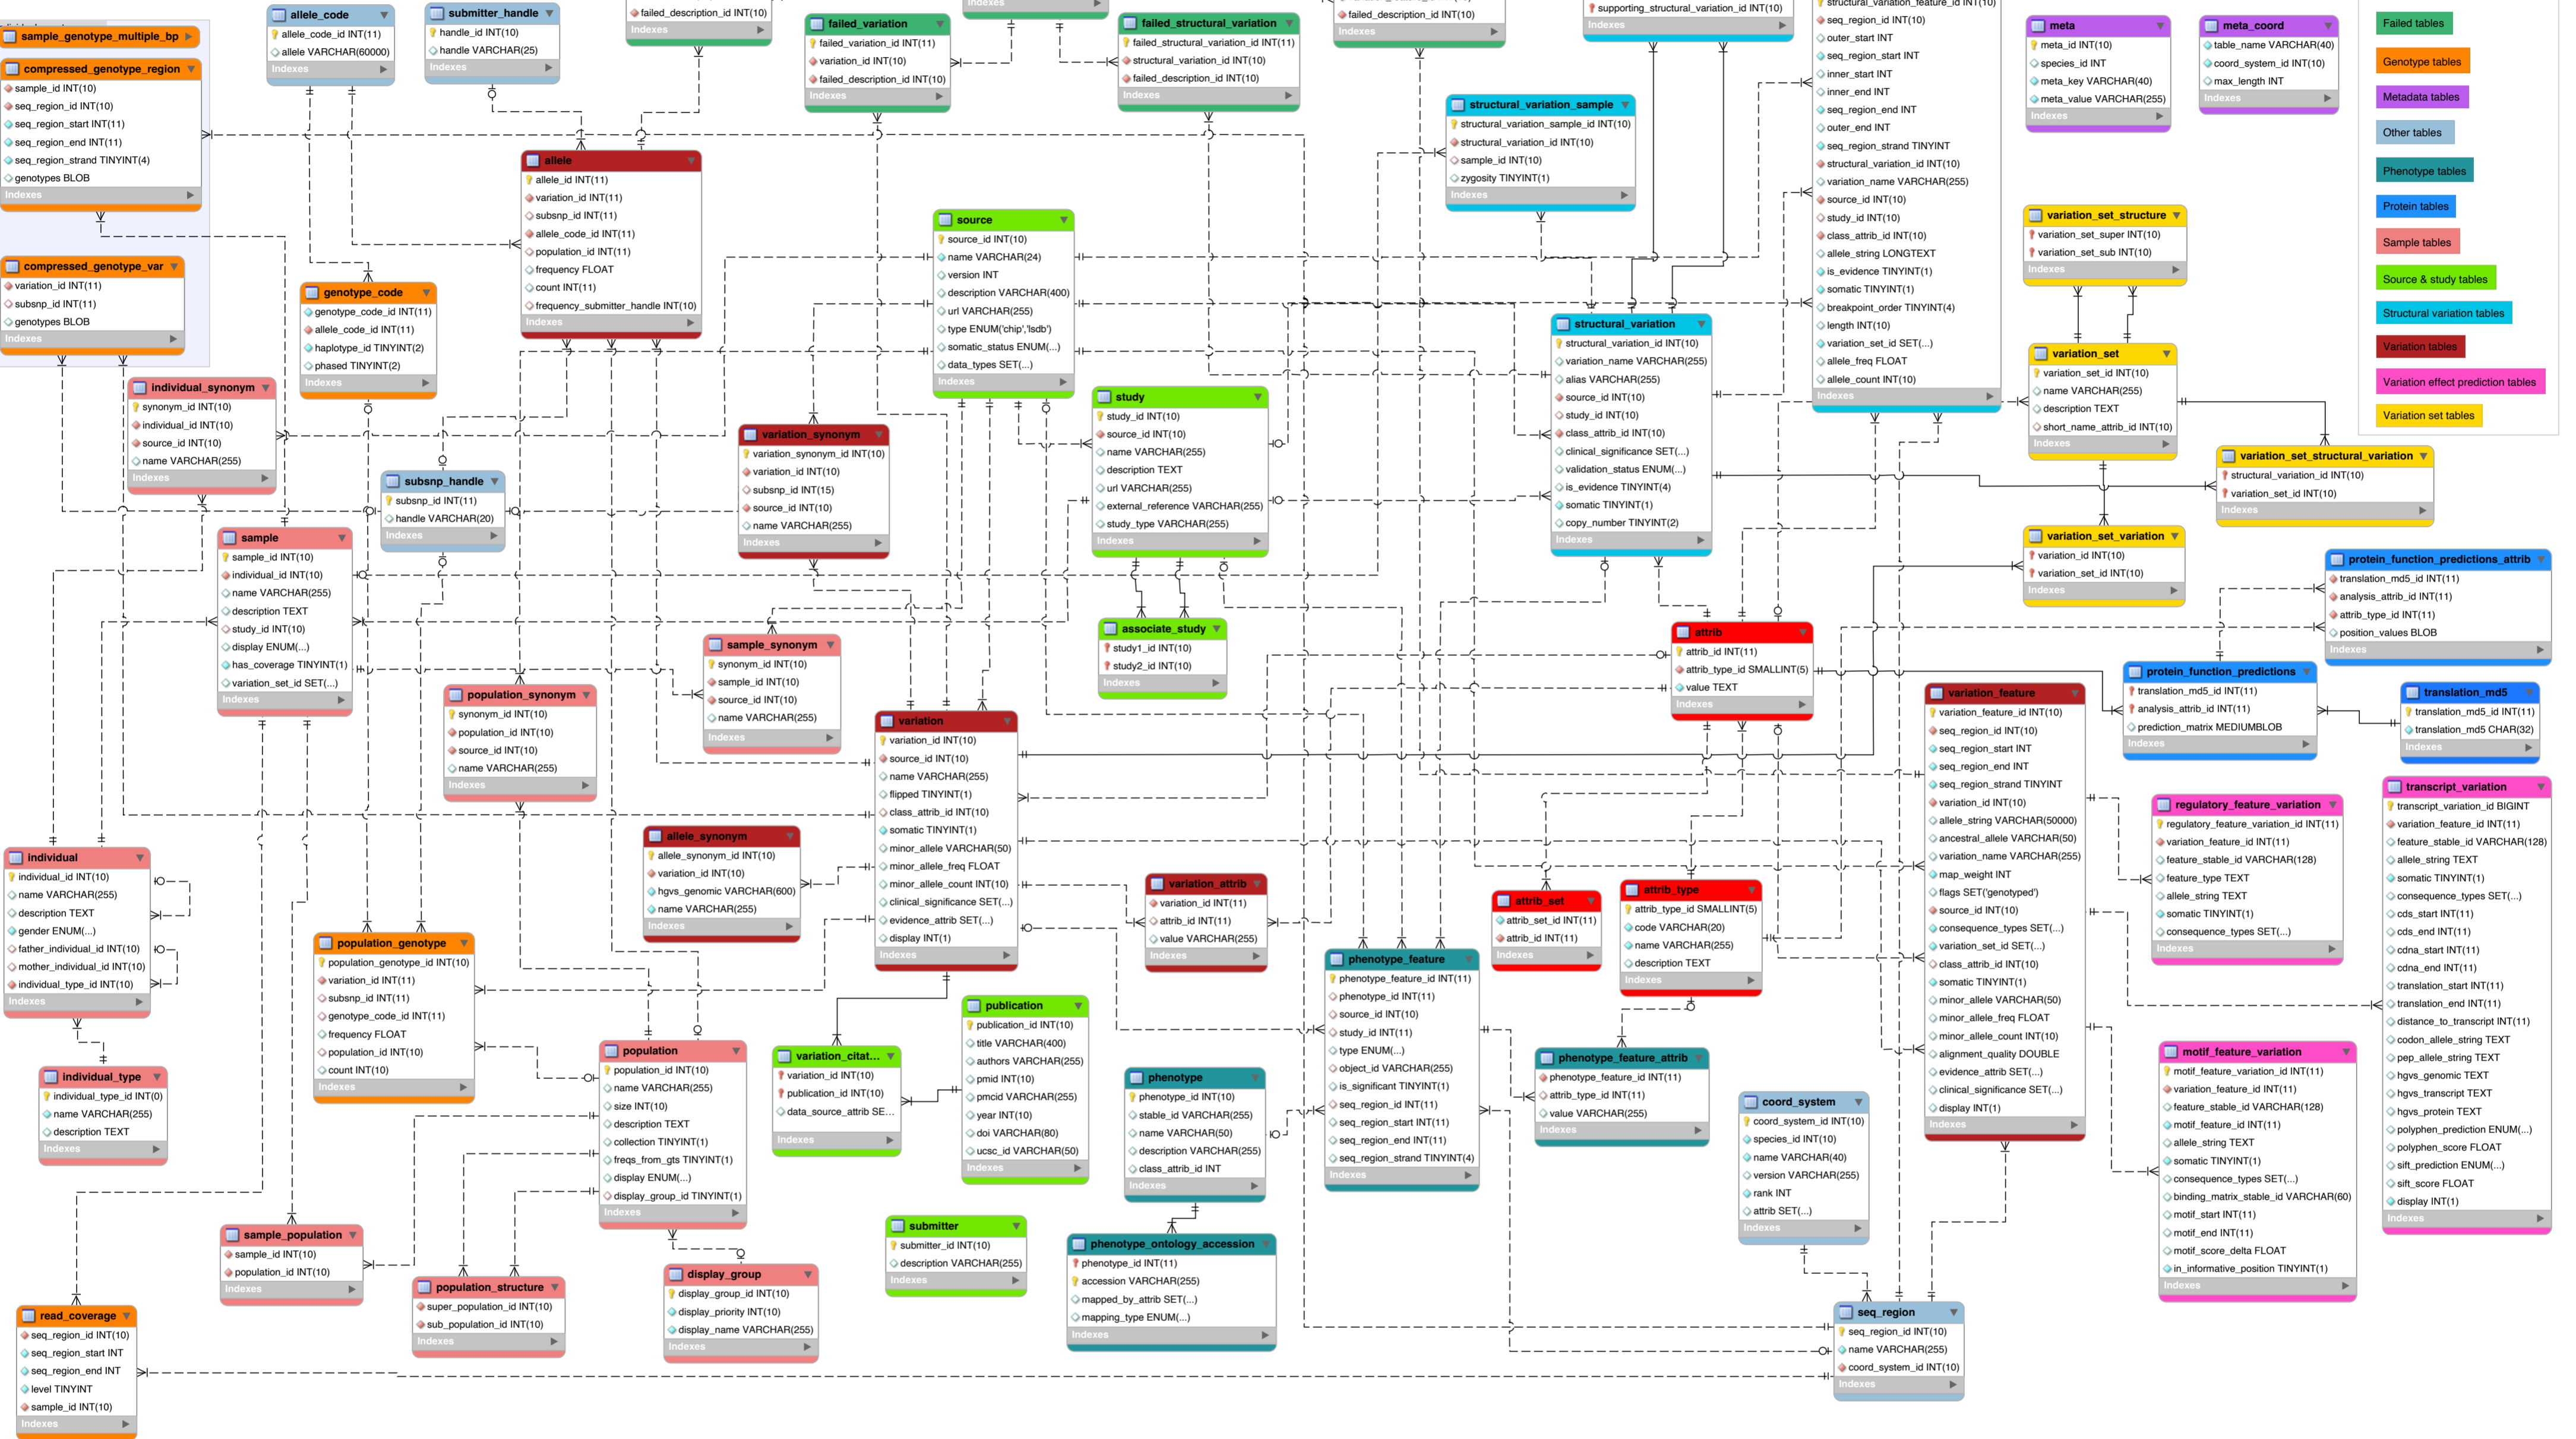 sample_genotype_multiple_bp
compressed_genotype_region
sample_id INT(10)
seq_region_id INT(10)
seq_region_start INT(11)
seq_region_end INT(11)
seq_region_strand TINYINT(4)
genotypes BLOB
Indexes
compressed_genotype_var
variation_id INT(11)
subsnp_id INT(11)
genotypes BLOB
Indexes
allele_code
allele_code_id INT(11)
allele VARCHAR(60000)
Indexes
submitter_handle
handle_id INT(10)
handle VARCHAR(25)
Indexes
failed_description_id INT(10)
Indexes
failed_variation
failed_variation_id INT(11)
variation_id INT(10)
failed_description_id INT(10)
Indexes
Indexes
failed_structural_variation
failed_structural_variation_id INT(11)
structural_variation_id INT(10)
failed_description_id INT(10)
Indexes
failed_description_id INT(10)
Indexes
supporting_structural_variation_id INT(10)
Indexes
structural_variation_feature_id INT(10)
seq_region_id INT(10)
outer_start INT
seq_region_start INT
inner_start INT
inner_end INT
seq_region_end INT
outer_end INT
seq_region_strand TINYINT
structural_variation_id INT(10)
variation_name VARCHAR(255)
source_id INT(10)
study_id INT(10)
class_attrib_id INT(10)
allele_string LONGTEXT
is_evidence TINYINT(1)
somatic TINYINT(1)
breakpoint_order TINYINT(4)
length INT(10)
variation_set_id SET(...)
allele_freq FLOAT
allele_count INT(10)
Indexes
meta
meta_id INT(10)
species_id INT
meta_key VARCHAR(40)
meta_value VARCHAR(255)
Indexes
meta_coord
table_name VARCHAR(40)
coord_system_id INT(10)
max_length INT
Indexes
Failed tables
Genotype tables
Metadata tables
Other tables
Phenotype tables
Protein tables
Sample tables
Source & study tables
Structural variation tables
Variation tables
Variation effect prediction tables
Variation set tables
allele
allele_id INT(11)
variation_id INT(11)
subsnp_id INT(11)
allele_code_id INT(11)
population_id INT(11)
frequency FLOAT
count INT(11)
frequency_submitter_handle INT(10)
Indexes
genotype_code
genotype_code_id INT(11)
allele_code_id INT(11)
haplotype_id TINYINT(2)
phased TINYINT(2)
Indexes
source
source_id INT(10)
name VARCHAR(24)
version INT
description VARCHAR(400)
url VARCHAR(255)
type ENUM('chip','lsdb')
somatic_status ENUM(...)
data_types SET(...)
Indexes
structural_variation_sample
structural_variation_sample_id INT(10)
structural_variation_id INT(10)
sample_id INT(10)
zygosity TINYINT(1)
Indexes
structural_variation
structural_variation_id INT(10)
variation_name VARCHAR(255)
alias VARCHAR(255)
source_id INT(10)
study_id INT(10)
class_attrib_id INT(10)
clinical_significance SET(...)
validation_status ENUM(...)
is_evidence TINYINT(4)
somatic TINYINT(1)
copy_number TINYINT(2)
Indexes
variation_set_structure
variation_set_super INT(10)
variation_set_sub INT(10)
Indexes
variation_set
variation_set_id INT(10)
name VARCHAR(255)
description TEXT
short_name_attrib_id INT(10)
Indexes
variation_set_structural_variation
structural_variation_id INT(10)
variation_set_id INT(10)
Indexes
variation_set_variation
variation_id INT(10)
variation_set_id INT(10)
Indexes
individual_synonym
synonym_id INT(10)
individual_id INT(10)
source_id INT(10)
name VARCHAR(255)
Indexes
subsnp_handle
subsnp_id INT(11)
handle VARCHAR(20)
Indexes
variation_synonym
variation_synonym_id INT(10)
variation_id INT(10)
subsnp_id INT(15)
source_id INT(10)
name VARCHAR(255)
Indexes
study
study_id INT(10)
source_id INT(10)
name VARCHAR(255)
description TEXT
url VARCHAR(255)
external_reference VARCHAR(255)
study_type VARCHAR(255)
Indexes
sample
sample_id INT(10)
individual_id INT(10)
name VARCHAR(255)
description TEXT
study_id INT(10)
display ENUM(...)
has_coverage TINYINT(1)
variation_set_id SET(...)
Indexes
sample_synonym
synonym_id INT(10)
sample_id INT(10)
source_id INT(10)
name VARCHAR(255)
Indexes
associate_study
study1_id INT(10)
study2_id INT(10)
Indexes
attrib
attrib_id INT(11)
attrib_type_id SMALLINT(5)
value TEXT
Indexes
protein_function_predictions_attrib
translation_md5_id INT(11)
analysis_attrib_id INT(11)
attrib_type_id INT(11)
position_values BLOB
Indexes
protein_function_predictions
translation_md5_id INT(11)
analysis_attrib_id INT(11)
prediction_matrix MEDIUMBLOB
Indexes
translation_md5
translation_md5_id INT(11)
translation_md5 CHAR(32)
Indexes
population_synonym
synonym_id INT(10)
population_id INT(10)
source_id INT(10)
name VARCHAR(255)
Indexes
variation
variation_id INT(10)
source_id INT(10)
name VARCHAR(255)
flipped TINYINT(1)
class_attrib_id INT(10)
somatic TINYINT(1)
minor_allele VARCHAR(50)
minor_allele_freq FLOAT
minor_allele_count INT(10)
clinical_significance SET(...)
evidence_attrib SET(...)
display INT(1)
Indexes
variation_feature
variation_feature_id INT(10)
seq_region_id INT(10)
seq_region_start INT
seq_region_end INT
seq_region_strand TINYINT
variation_id INT(10)
allele_string VARCHAR(50000)
ancestral_allele VARCHAR(50)
variation_name VARCHAR(255)
map_weight INT
flags SET('genotyped')
source_id INT(10)
consequence_types SET(...)
variation_set_id SET(...)
class_attrib_id INT(10)
somatic TINYINT(1)
minor_allele VARCHAR(50)
minor_allele_freq FLOAT
minor_allele_count INT(10)
alignment_quality DOUBLE
evidence_attrib SET(...)
clinical_significance SET(...)
display INT(1)
Indexes
regulatory_feature_variation
regulatory_feature_variation_id INT(11)
variation_feature_id INT(11)
feature_stable_id VARCHAR(128)
feature_type TEXT
allele_string TEXT
somatic TINYINT(1)
consequence_types SET(...)
Indexes
transcript_variation
transcript_variation_id BIGINT
variation_feature_id INT(11)
feature_stable_id VARCHAR(128)
allele_string TEXT
somatic TINYINT(1)
consequence_types SET(...)
cds_start INT(11)
cds_end INT(11)
cdna_start INT(11)
cdna_end INT(11)
translation_start INT(11)
translation_end INT(11)
distance_to_transcript INT(11)
codon_allele_string TEXT
pep_allele_string TEXT
hgvs_genomic TEXT
hgvs_transcript TEXT
hgvs_protein TEXT
polyphen_prediction ENUM(...)
polyphen_score FLOAT
sift_prediction ENUM(...)
sift_score FLOAT
display INT(1)
Indexes
allele_synonym
allele_synonym_id INT(10)
variation_id INT(10)
hgvs_genomic VARCHAR(600)
name VARCHAR(255)
Indexes
variation_attrib
variation_id INT(11)
attrib_id INT(11)
value VARCHAR(255)
Indexes
attrib_set
attrib_set_id INT(11)
attrib_id INT(11)
Indexes
attrib_type
attrib_type_id SMALLINT(5)
code VARCHAR(20)
name VARCHAR(255)
description TEXT
Indexes
individual
individual_id INT(10)
name VARCHAR(255)
description TEXT
gender ENUM(...)
father_individual_id INT(10)
mother_individual_id INT(10)
individual_type_id INT(10)
Indexes
individual_type
individual_type_id INT(0)
name VARCHAR(255)
description TEXT
Indexes
population_genotype
population_genotype_id INT(10)
variation_id INT(11)
subsnp_id INT(11)
genotype_code_id INT(11)
frequency FLOAT
population_id INT(10)
count INT(10)
Indexes
population
population_id INT(10)
name VARCHAR(255)
size INT(10)
description TEXT
collection TINYINT(1)
freqs_from_gts TINYINT(1)
display ENUM(...)
display_group_id TINYINT(1)
Indexes
variation_citat...
variation_id INT(10)
publication_id INT(10)
data_source_attrib SE...
Indexes
publication
publication_id INT(10)
title VARCHAR(400)
authors VARCHAR(255)
pmid INT(10)
pmcid VARCHAR(255)
year INT(10)
doi VARCHAR(80)
ucsc_id VARCHAR(50)
Indexes
phenotype
phenotype_id INT(10)
stable_id VARCHAR(255)
name VARCHAR(50)
description VARCHAR(255)
class_attrib_id INT
Indexes
phenotype_feature
phenotype_feature_id INT(11)
phenotype_id INT(11)
source_id INT(10)
study_id INT(11)
type ENUM(...)
object_id VARCHAR(255)
is_significant TINYINT(1)
seq_region_id INT(11)
seq_region_start INT(11)
seq_region_end INT(11)
seq_region_strand TINYINT(4)
Indexes
phenotype_feature_attrib
phenotype_feature_id INT(11)
attrib_type_id INT(11)
value VARCHAR(255)
Indexes
coord_system
coord_system_id INT(10)
species_id INT(10)
name VARCHAR(40)
version VARCHAR(255)
rank INT
attrib SET(...)
Indexes
motif_feature_variation
motif_feature_variation_id INT(11)
variation_feature_id INT(11)
feature_stable_id VARCHAR(128)
motif_feature_id INT(11)
allele_string TEXT
somatic TINYINT(1)
consequence_types SET(...)
binding_matrix_stable_id VARCHAR(60)
motif_start INT(11)
motif_end INT(11)
motif_score_delta FLOAT
in_informative_position TINYINT(1)
Indexes
sample_population
sample_id INT(10)
population_id INT(10)
Indexes
population_structure
super_population_id INT(10)
sub_population_id INT(10)
Indexes
display_group
display_group_id INT(10)
display_priority INT(10)
display_name VARCHAR(255)
Indexes
submitter
submitter_id INT(10)
description VARCHAR(255)
Indexes
phenotype_ontology_accession
phenotype_id INT(11)
accession VARCHAR(255)
mapped_by_attrib SET(...)
mapping_type ENUM(...)
Indexes
read_coverage
seq_region_id INT(10)
seq_region_start INT
seq_region_end INT
level TINYINT
sample_id INT(10)
Indexes
seq_region
seq_region_id INT(10)
name VARCHAR(255)
coord_system_id INT(10)
Indexes